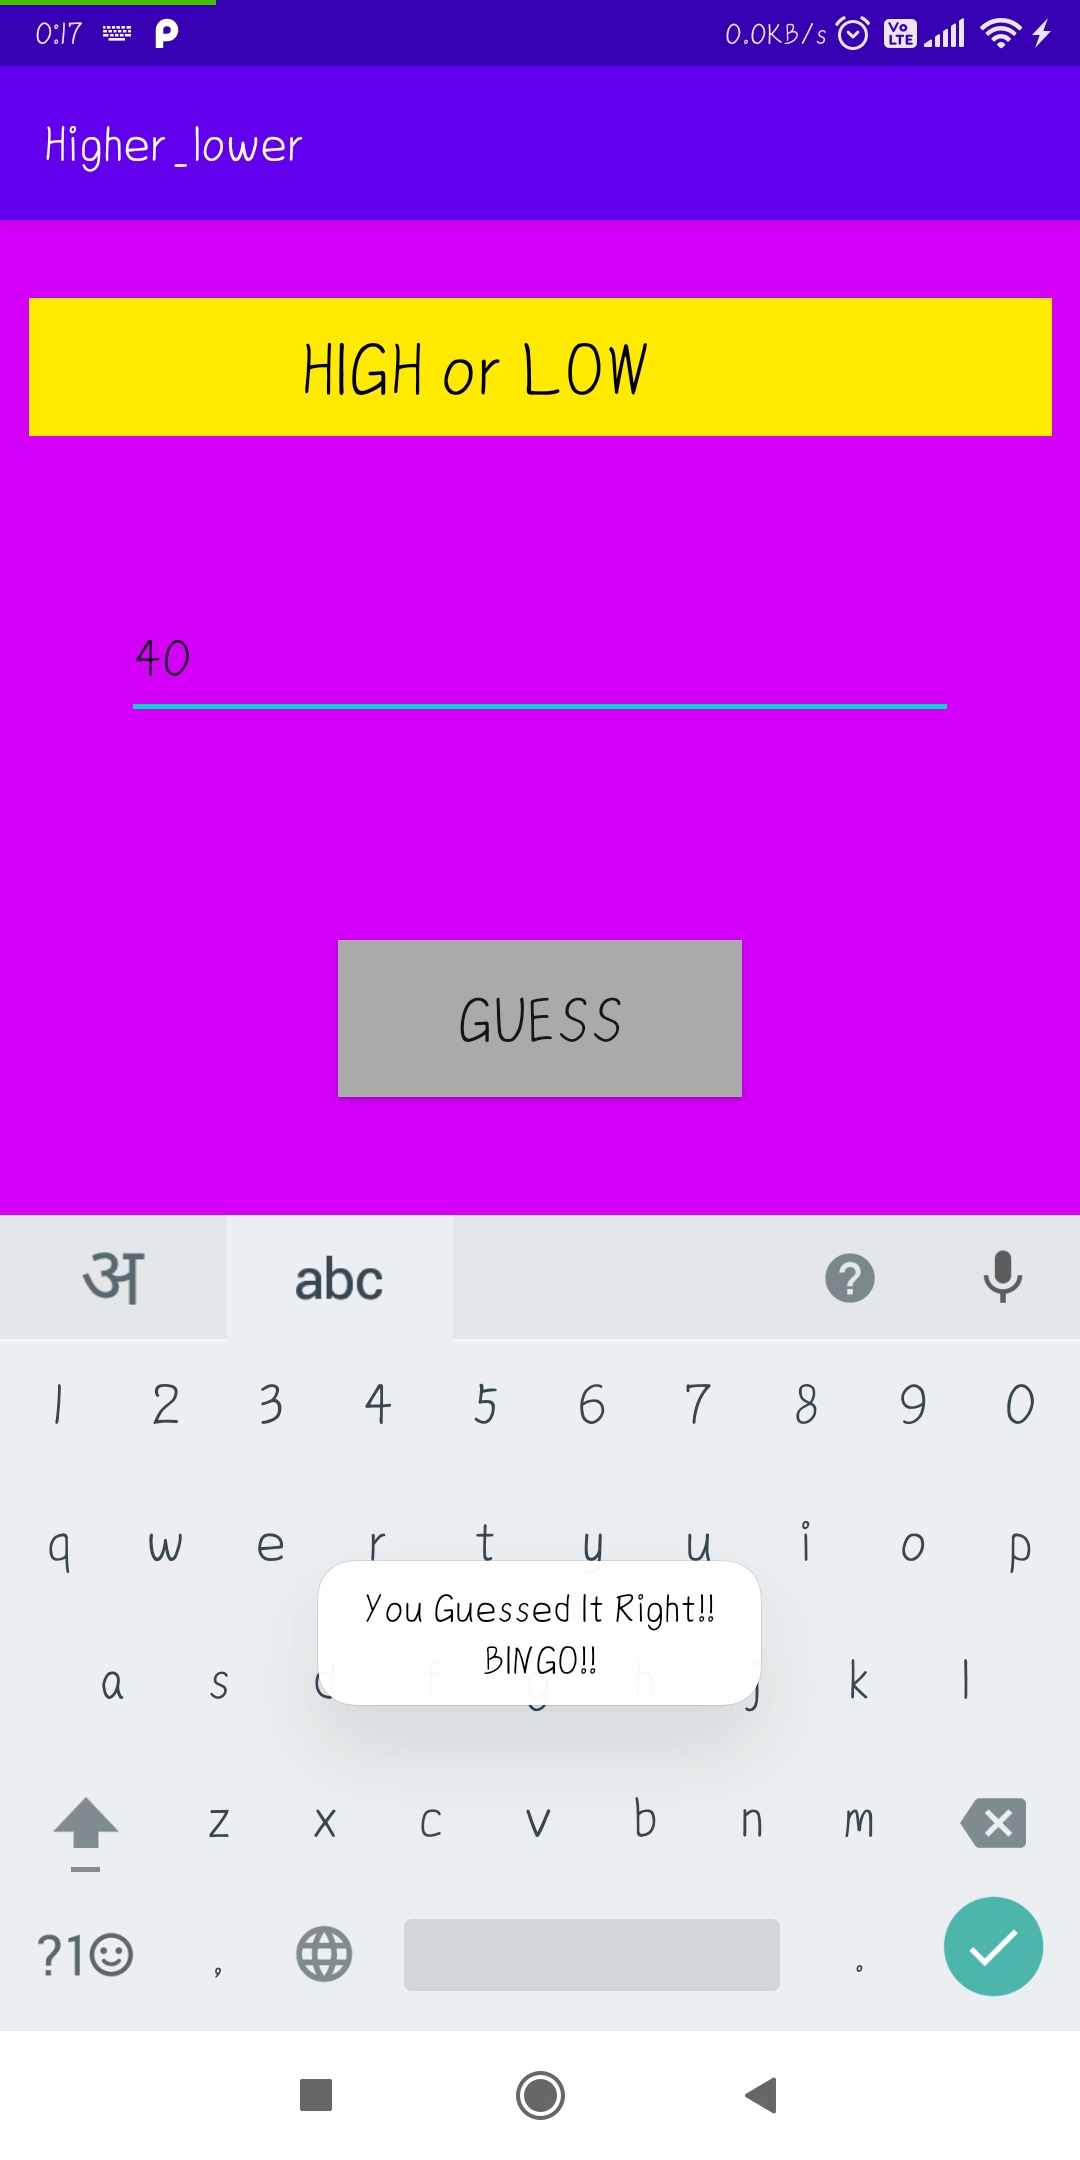 0:17 0.0KB/s Vo LTE
Higher_lower
HIGH or LOW
40
GUESS
अ abc ?
1 2 3 4 5 6 7 8 9 0
q w e r t y u i o p
You Guessed It Right!!
BINGO!!
a s d f g h j k l
z x c v b n m
?1☺ , .